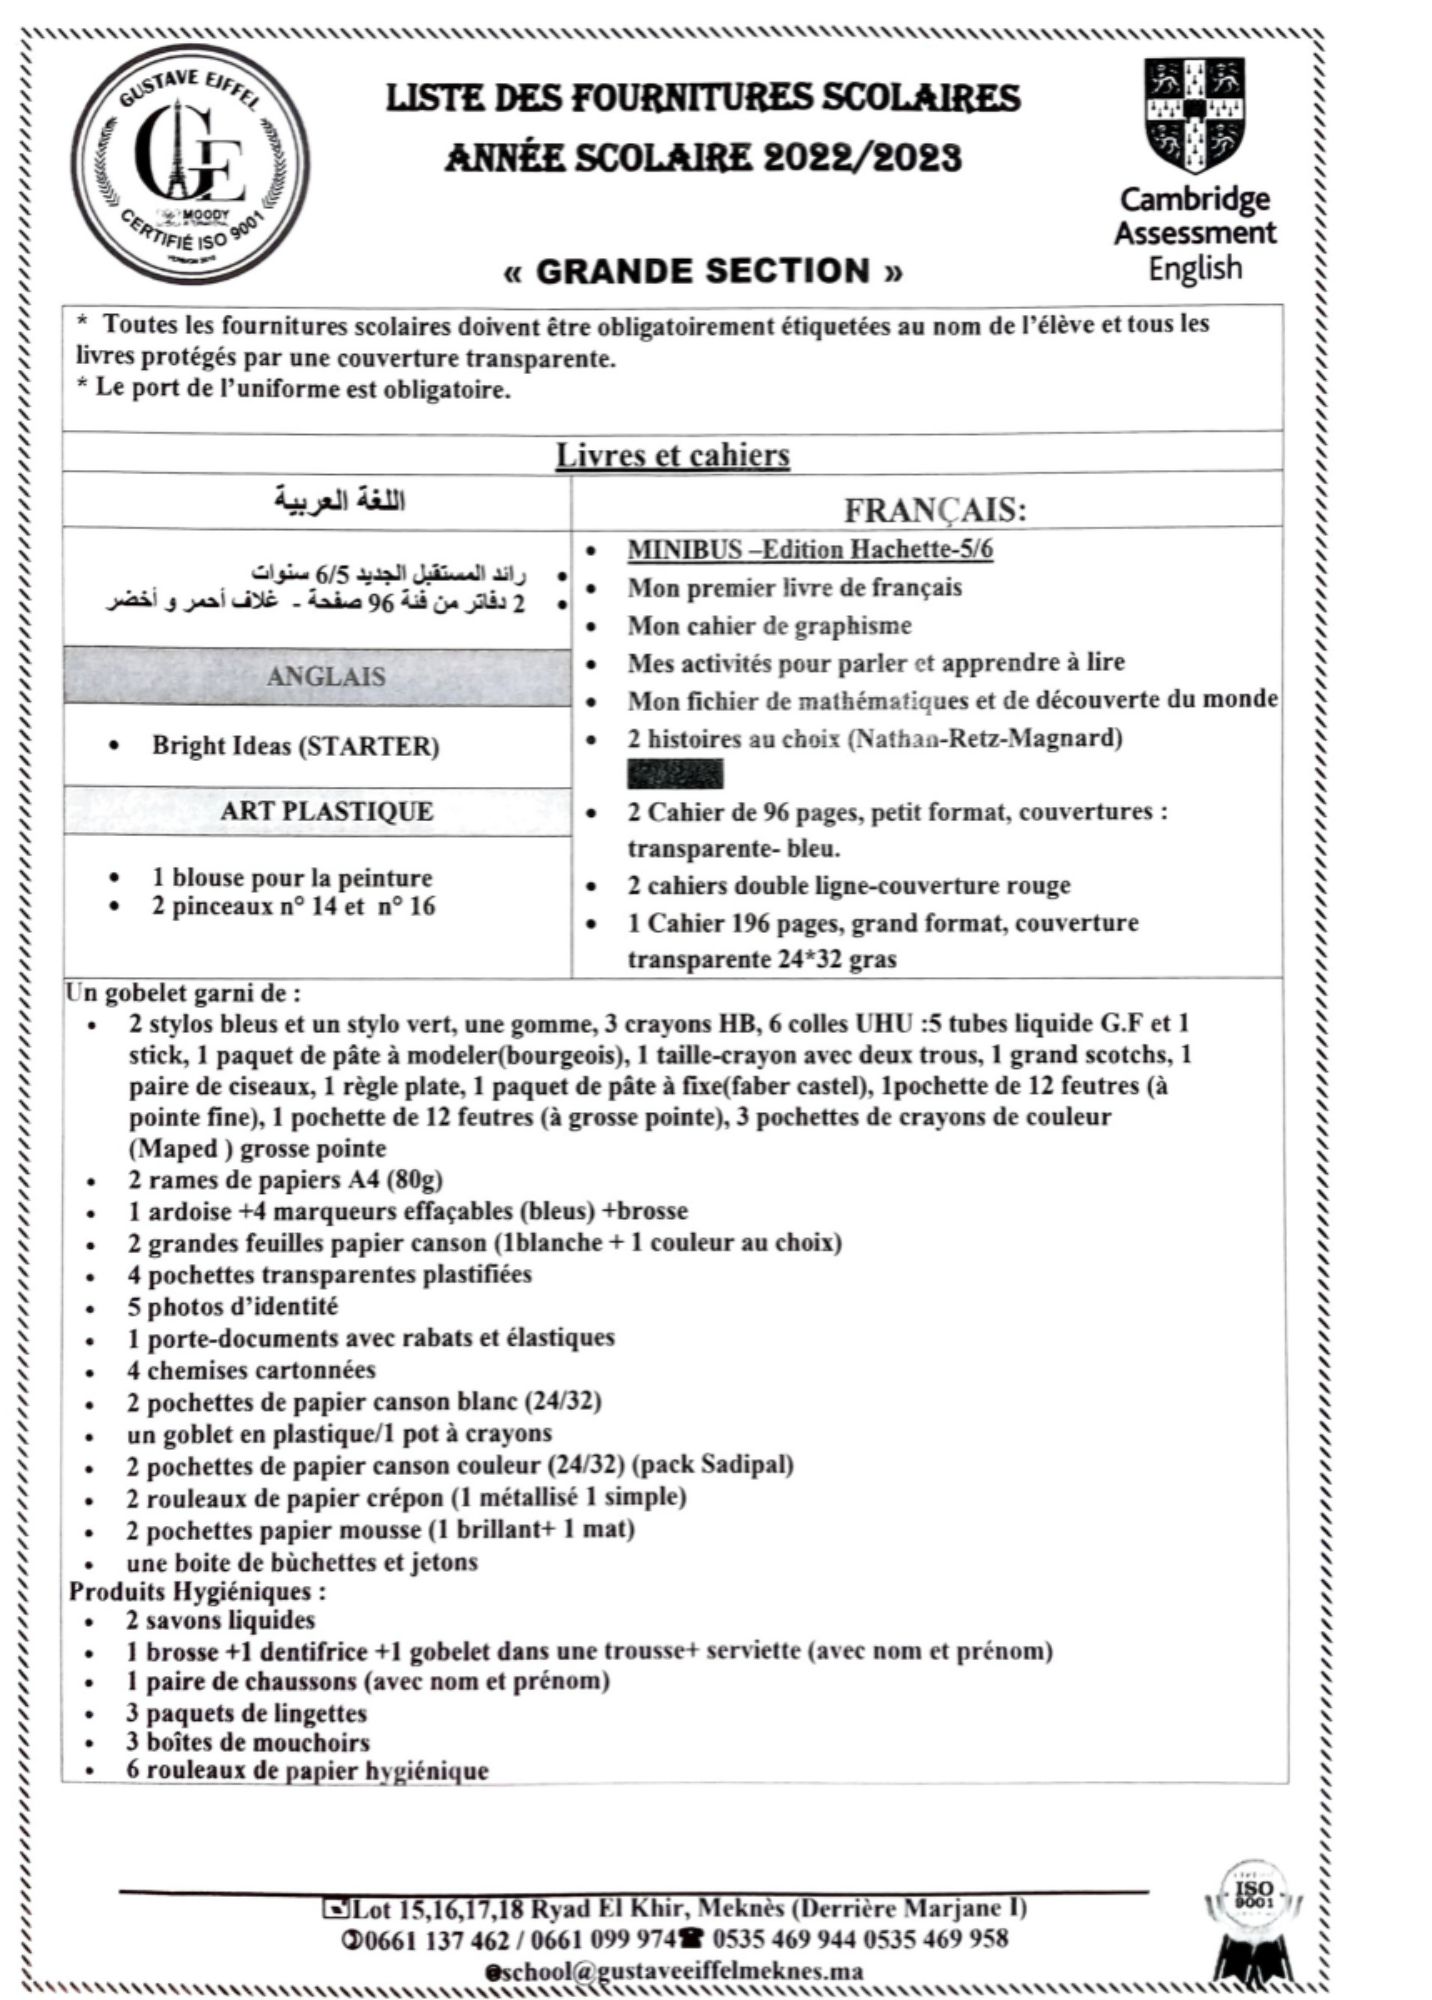 GUSTAVE EIFFEL
GE
MOODY
CERTIFIÉ ISO 9001
LISTE DES FOURNITURES SCOLAIRES
ANNÉE SCOLAIRE 2022/2023
« GRANDE SECTION »
Cambridge
Assessment
English
* Toutes les fournitures scolaires doivent être obligatoirement étiquetées au nom de l'élève et tous les
livres protégés par une couverture transparente.
* Le port de l'uniforme est obligatoire.
Livres et cahiers
اللغة العربية
• رائد المستقبل الجديد 6/5 سنوات
• 2 دفاتر من فئة 96 صفحة - غلاف أحمر و أخضر
ANGLAIS
• Bright Ideas (STARTER)
ART PLASTIQUE
• 1 blouse pour la peinture
• 2 pinceaux n° 14 et n° 16
FRANÇAIS:
• MINIBUS –Edition Hachette-5/6
• Mon premier livre de français
• Mon cahier de graphisme
• Mes activités pour parler et apprendre à lire
• Mon fichier de mathématiques et de découverte du monde
• 2 histoires au choix (Nathan-Retz-Magnard)
• 2 Cahier de 96 pages, petit format, couvertures :
transparente- bleu.
• 2 cahiers double ligne-couverture rouge
• 1 Cahier 196 pages, grand format, couverture
transparente 24*32 gras
Un gobelet garni de :
• 2 stylos bleus et un stylo vert, une gomme, 3 crayons HB, 6 colles UHU :5 tubes liquide G.F et 1
stick, 1 paquet de pâte à modeler(bourgeois), 1 taille-crayon avec deux trous, 1 grand scotchs, 1
paire de ciseaux, 1 règle plate, 1 paquet de pâte à fixe(faber castel), 1pochette de 12 feutres (à
pointe fine), 1 pochette de 12 feutres (à grosse pointe), 3 pochettes de crayons de couleur
(Maped ) grosse pointe
• 2 rames de papiers A4 (80g)
• 1 ardoise +4 marqueurs effaçables (bleus) +brosse
• 2 grandes feuilles papier canson (1blanche + 1 couleur au choix)
• 4 pochettes transparentes plastifiées
• 5 photos d'identité
• 1 porte-documents avec rabats et élastiques
• 4 chemises cartonnées
• 2 pochettes de papier canson blanc (24/32)
• un goblet en plastique/1 pot à crayons
• 2 pochettes de papier canson couleur (24/32) (pack Sadipal)
• 2 rouleaux de papier crépon (1 métallisé 1 simple)
• 2 pochettes papier mousse (1 brillant+ 1 mat)
• une boite de bùchettes et jetons
Produits Hygiéniques :
• 2 savons liquides
• 1 brosse +1 dentifrice +1 gobelet dans une trousse+ serviette (avec nom et prénom)
• 1 paire de chaussons (avec nom et prénom)
• 3 paquets de lingettes
• 3 boîtes de mouchoirs
• 6 rouleaux de papier hygiénique
Lot 15,16,17,18 Ryad El Khir, Meknès (Derrière Marjane I)
0661 137 462 / 0661 099 974 ☎ 0535 469 944 0535 469 958
school@gustaveeiffelmeknes.ma
ISO
9001